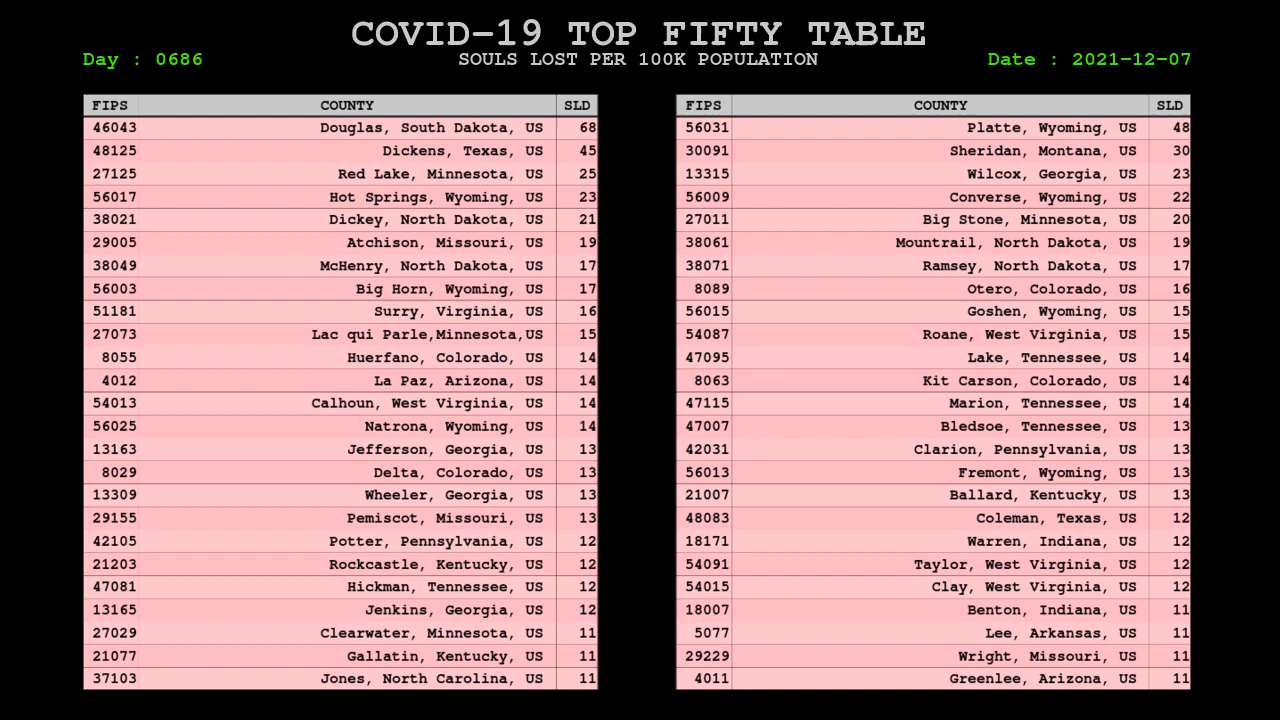 COVID-19 TOP FIFTY TABLE
Day : 0686 SOULS LOST PER 100K POPULATION Date : 2021-12-07
FIPS COUNTY SLD
46043 Douglas, South Dakota, US 68
48125 Dickens, Texas, US 45
27125 Red Lake, Minnesota, US 25
56017 Hot Springs, Wyoming, US 23
38021 Dickey, North Dakota, US 21
29005 Atchison, Missouri, US 19
38049 McHenry, North Dakota, US 17
56003 Big Horn, Wyoming, US 17
51181 Surry, Virginia, US 16
27073 Lac qui Parle,Minnesota,US 15
8055 Huerfano, Colorado, US 14
4012 La Paz, Arizona, US 14
54013 Calhoun, West Virginia, US 14
56025 Natrona, Wyoming, US 14
13163 Jefferson, Georgia, US 13
8029 Delta, Colorado, US 13
13309 Wheeler, Georgia, US 13
29155 Pemiscot, Missouri, US 13
42105 Potter, Pennsylvania, US 12
21203 Rockcastle, Kentucky, US 12
47081 Hickman, Tennessee, US 12
13165 Jenkins, Georgia, US 12
27029 Clearwater, Minnesota, US 11
21077 Gallatin, Kentucky, US 11
37103 Jones, North Carolina, US 11
FIPS COUNTY SLD
56031 Platte, Wyoming, US 48
30091 Sheridan, Montana, US 30
13315 Wilcox, Georgia, US 23
56009 Converse, Wyoming, US 22
27011 Big Stone, Minnesota, US 20
38061 Mountrail, North Dakota, US 19
38071 Ramsey, North Dakota, US 17
8089 Otero, Colorado, US 16
56015 Goshen, Wyoming, US 15
54087 Roane, West Virginia, US 15
47095 Lake, Tennessee, US 14
8063 Kit Carson, Colorado, US 14
47115 Marion, Tennessee, US 14
47007 Bledsoe, Tennessee, US 13
42031 Clarion, Pennsylvania, US 13
56013 Fremont, Wyoming, US 13
21007 Ballard, Kentucky, US 13
48083 Coleman, Texas, US 12
18171 Warren, Indiana, US 12
54091 Taylor, West Virginia, US 12
54015 Clay, West Virginia, US 12
18007 Benton, Indiana, US 11
5077 Lee, Arkansas, US 11
29229 Wright, Missouri, US 11
4011 Greenlee, Arizona, US 11